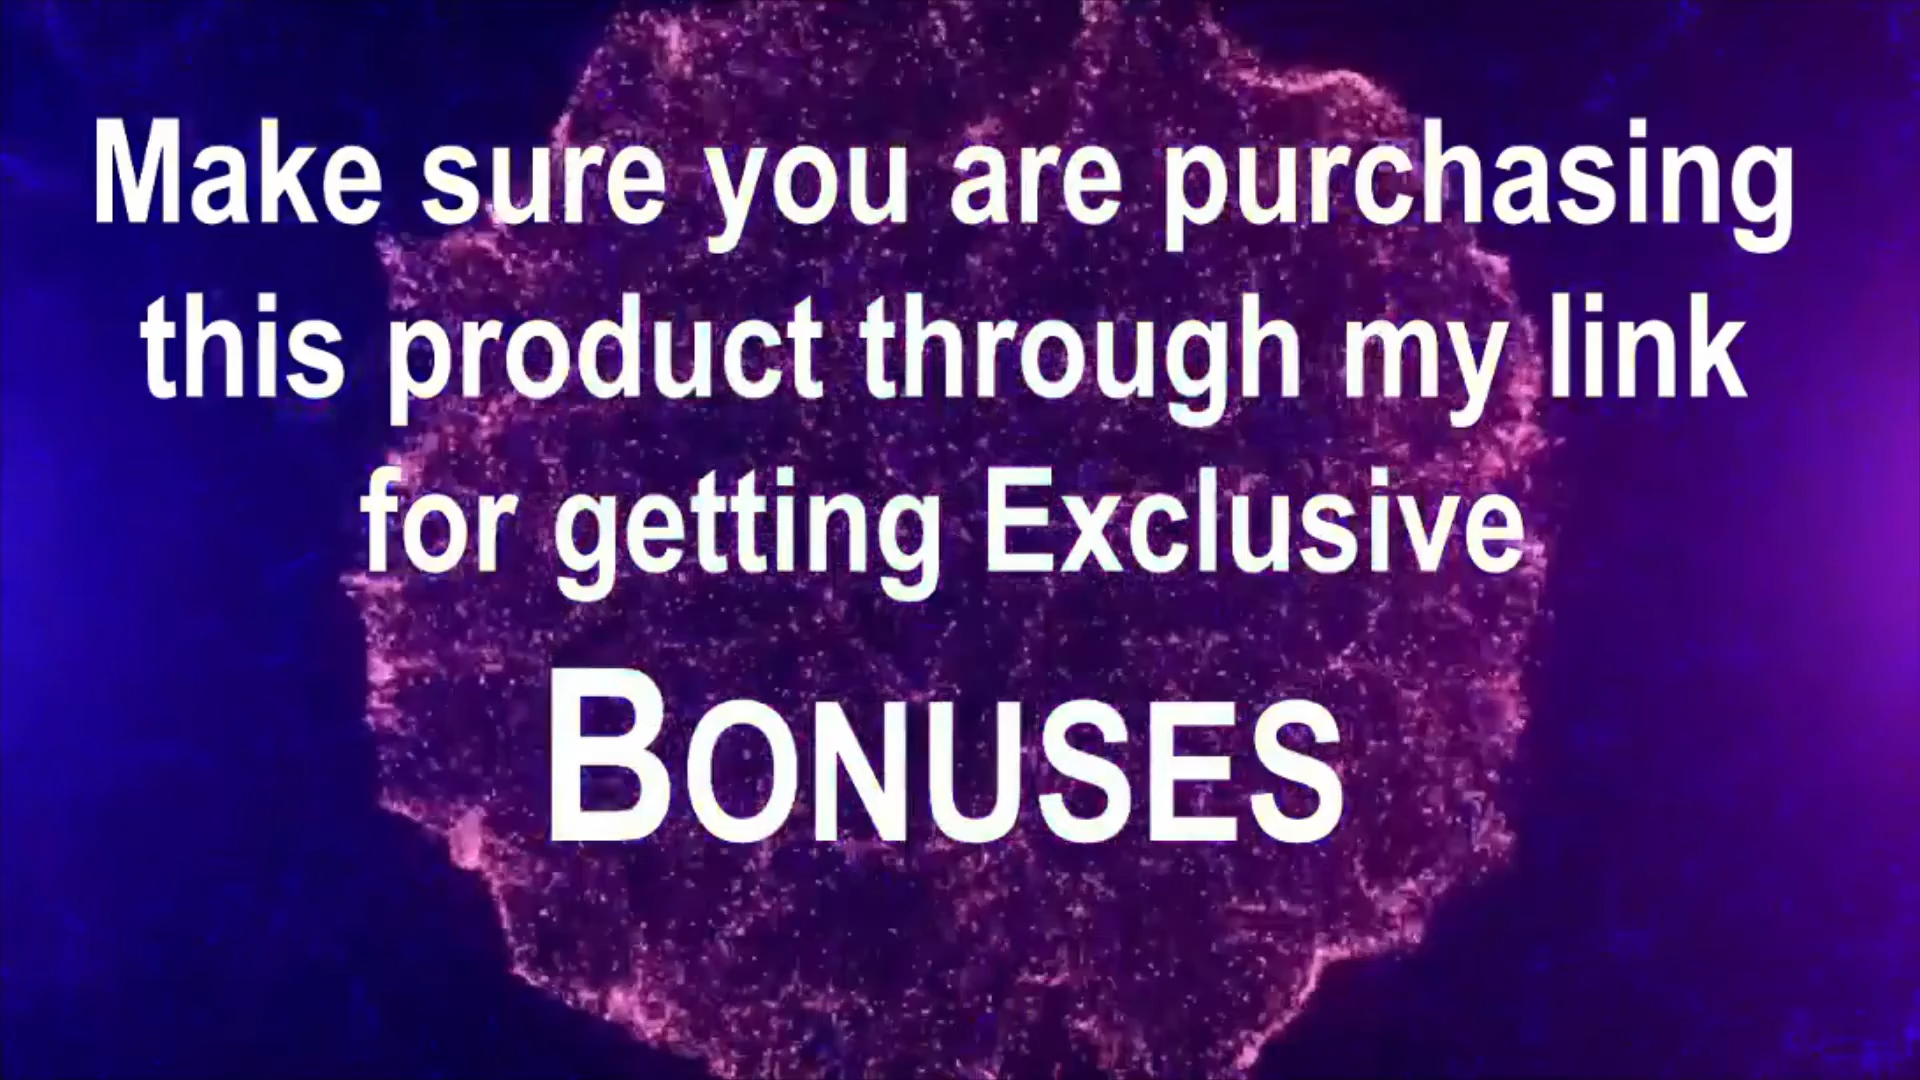 Make sure you are purchasing
this product through my link
for getting Exclusive
BONUSES